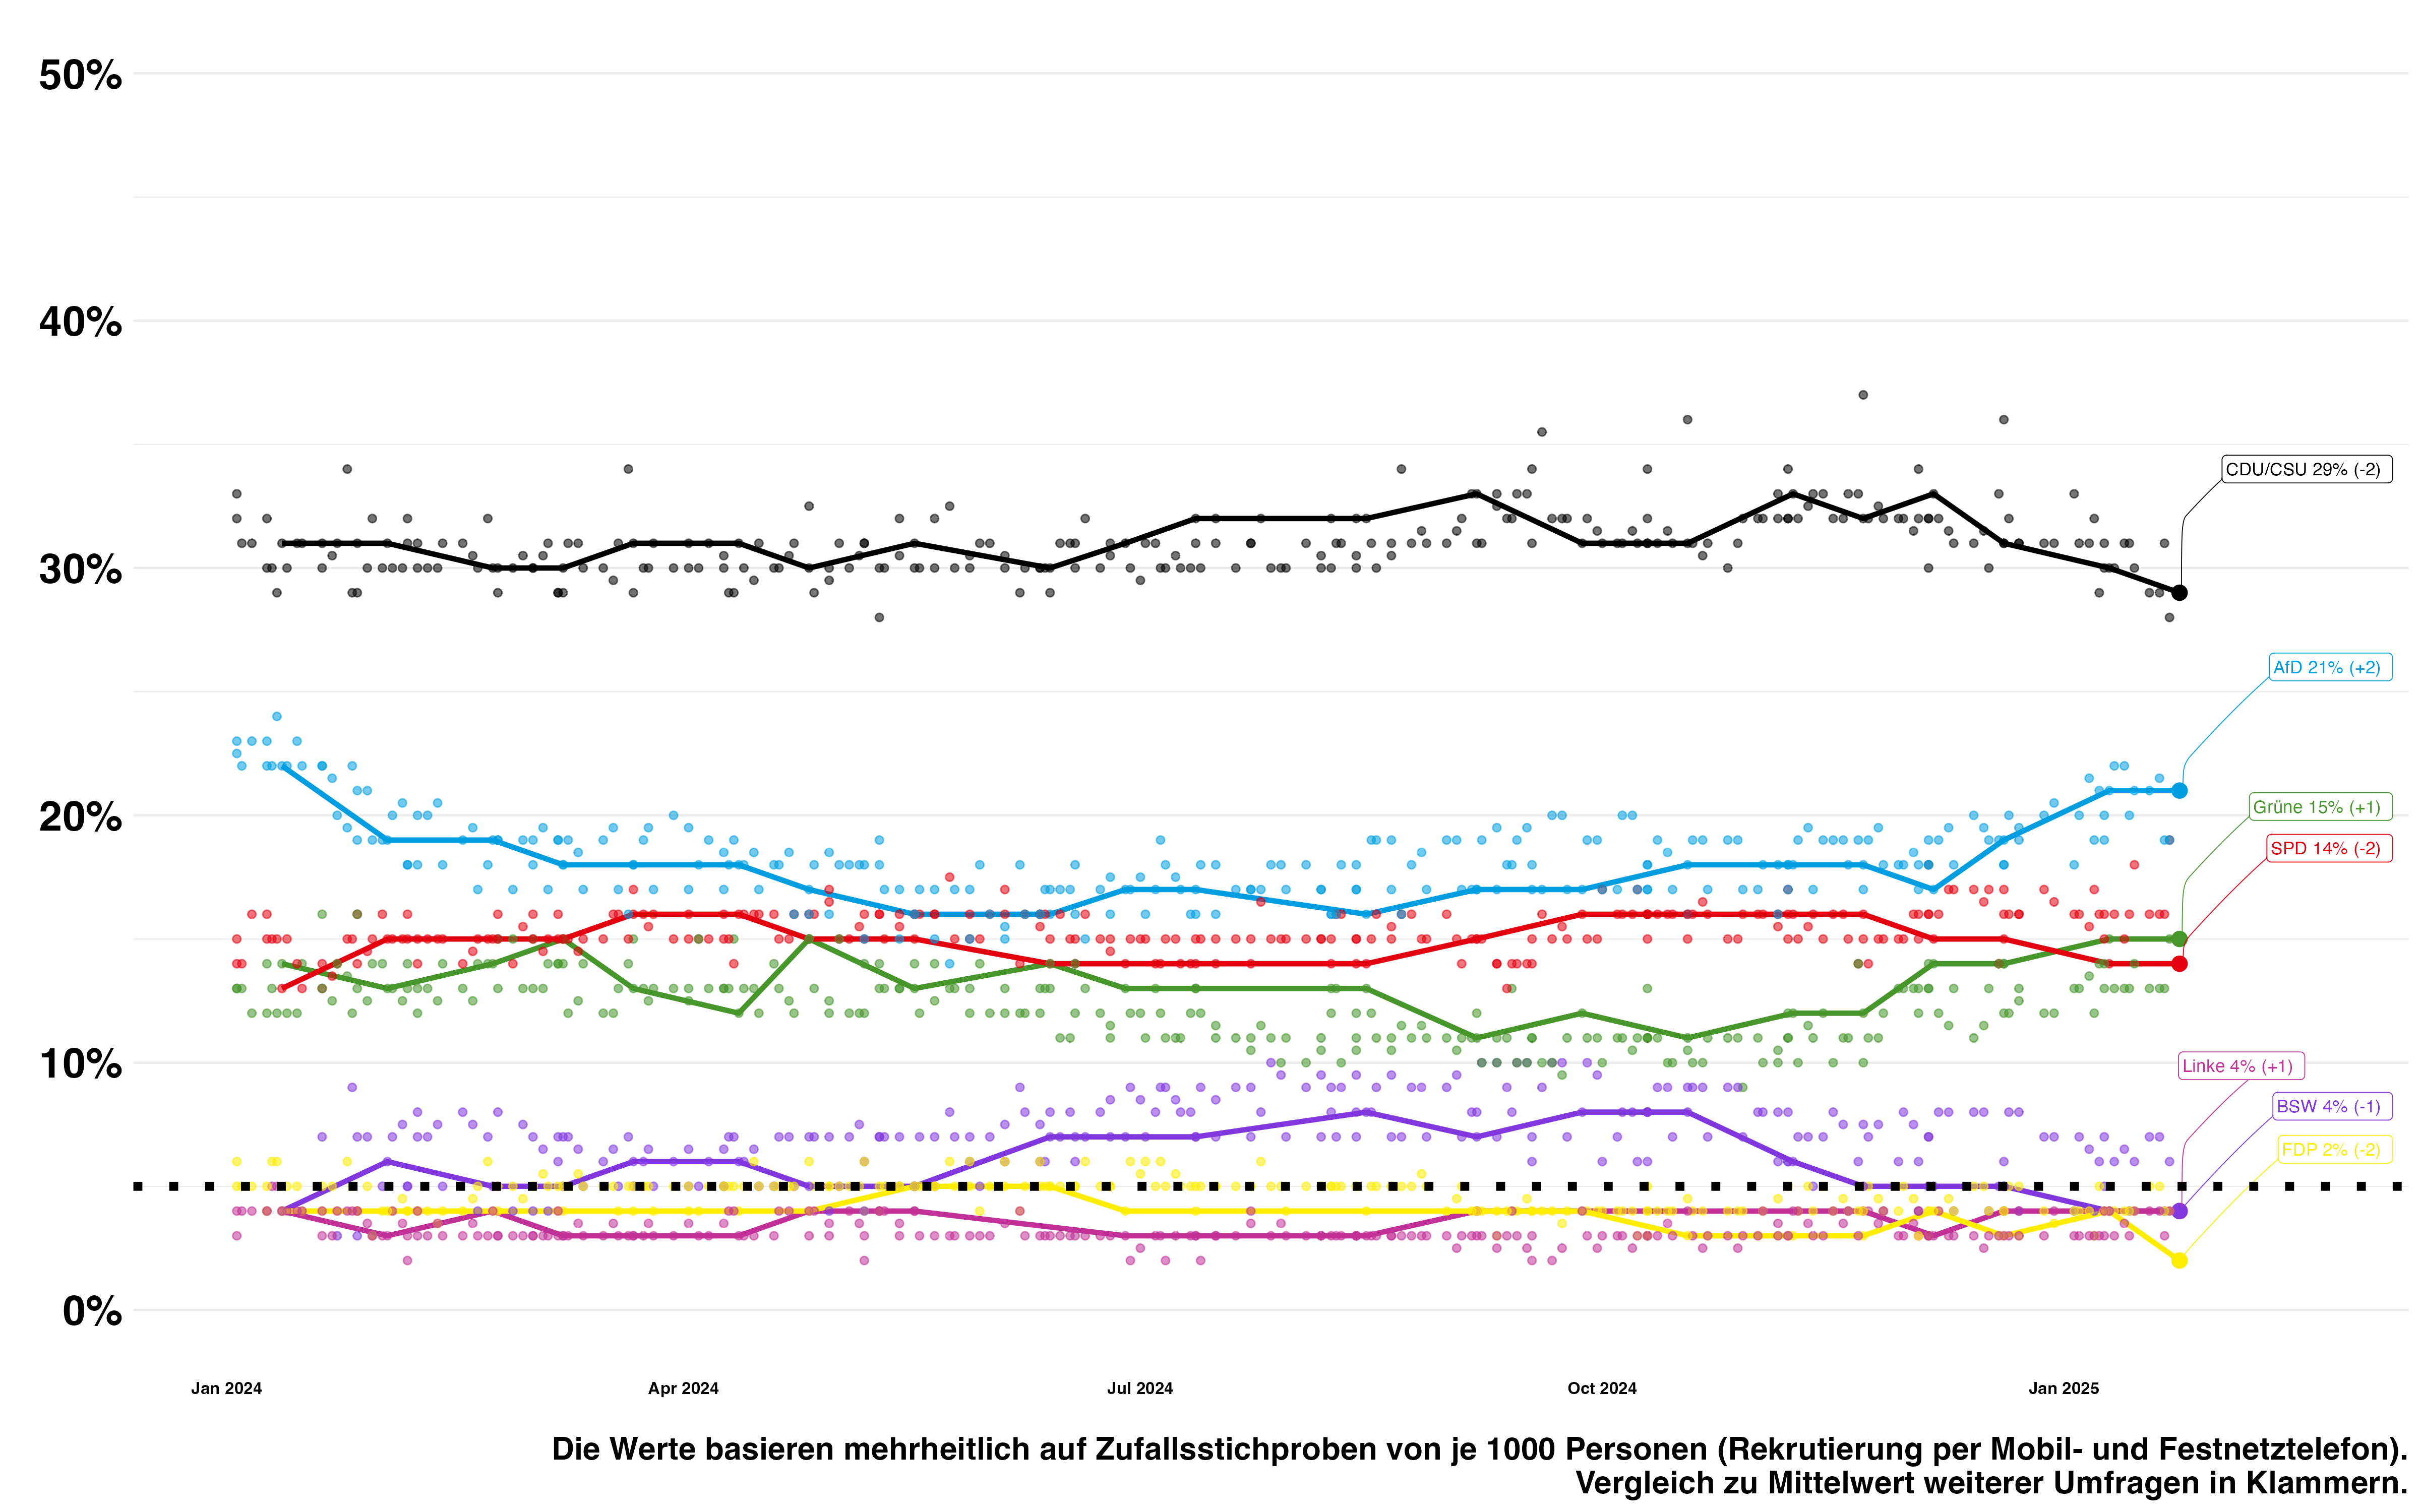 50%
40%
30%
20%
10%
0%
CDU/CSU 29% (-2)
AfD 21% (+2)
Grüne 15% (+1)
SPD 14% (-2)
Linke 4% (+1)
BSW 4% (-1)
FDP 2% (-2)
Jan 2024
Apr 2024
Jul 2024
Oct 2024
Jan 2025
Die Werte basieren mehrheitlich auf Zufallsstichproben von je 1000 Personen (Rekrutierung per Mobil- und Festnetztelefon).
Vergleich zu Mittelwert weiterer Umfragen in Klammern.